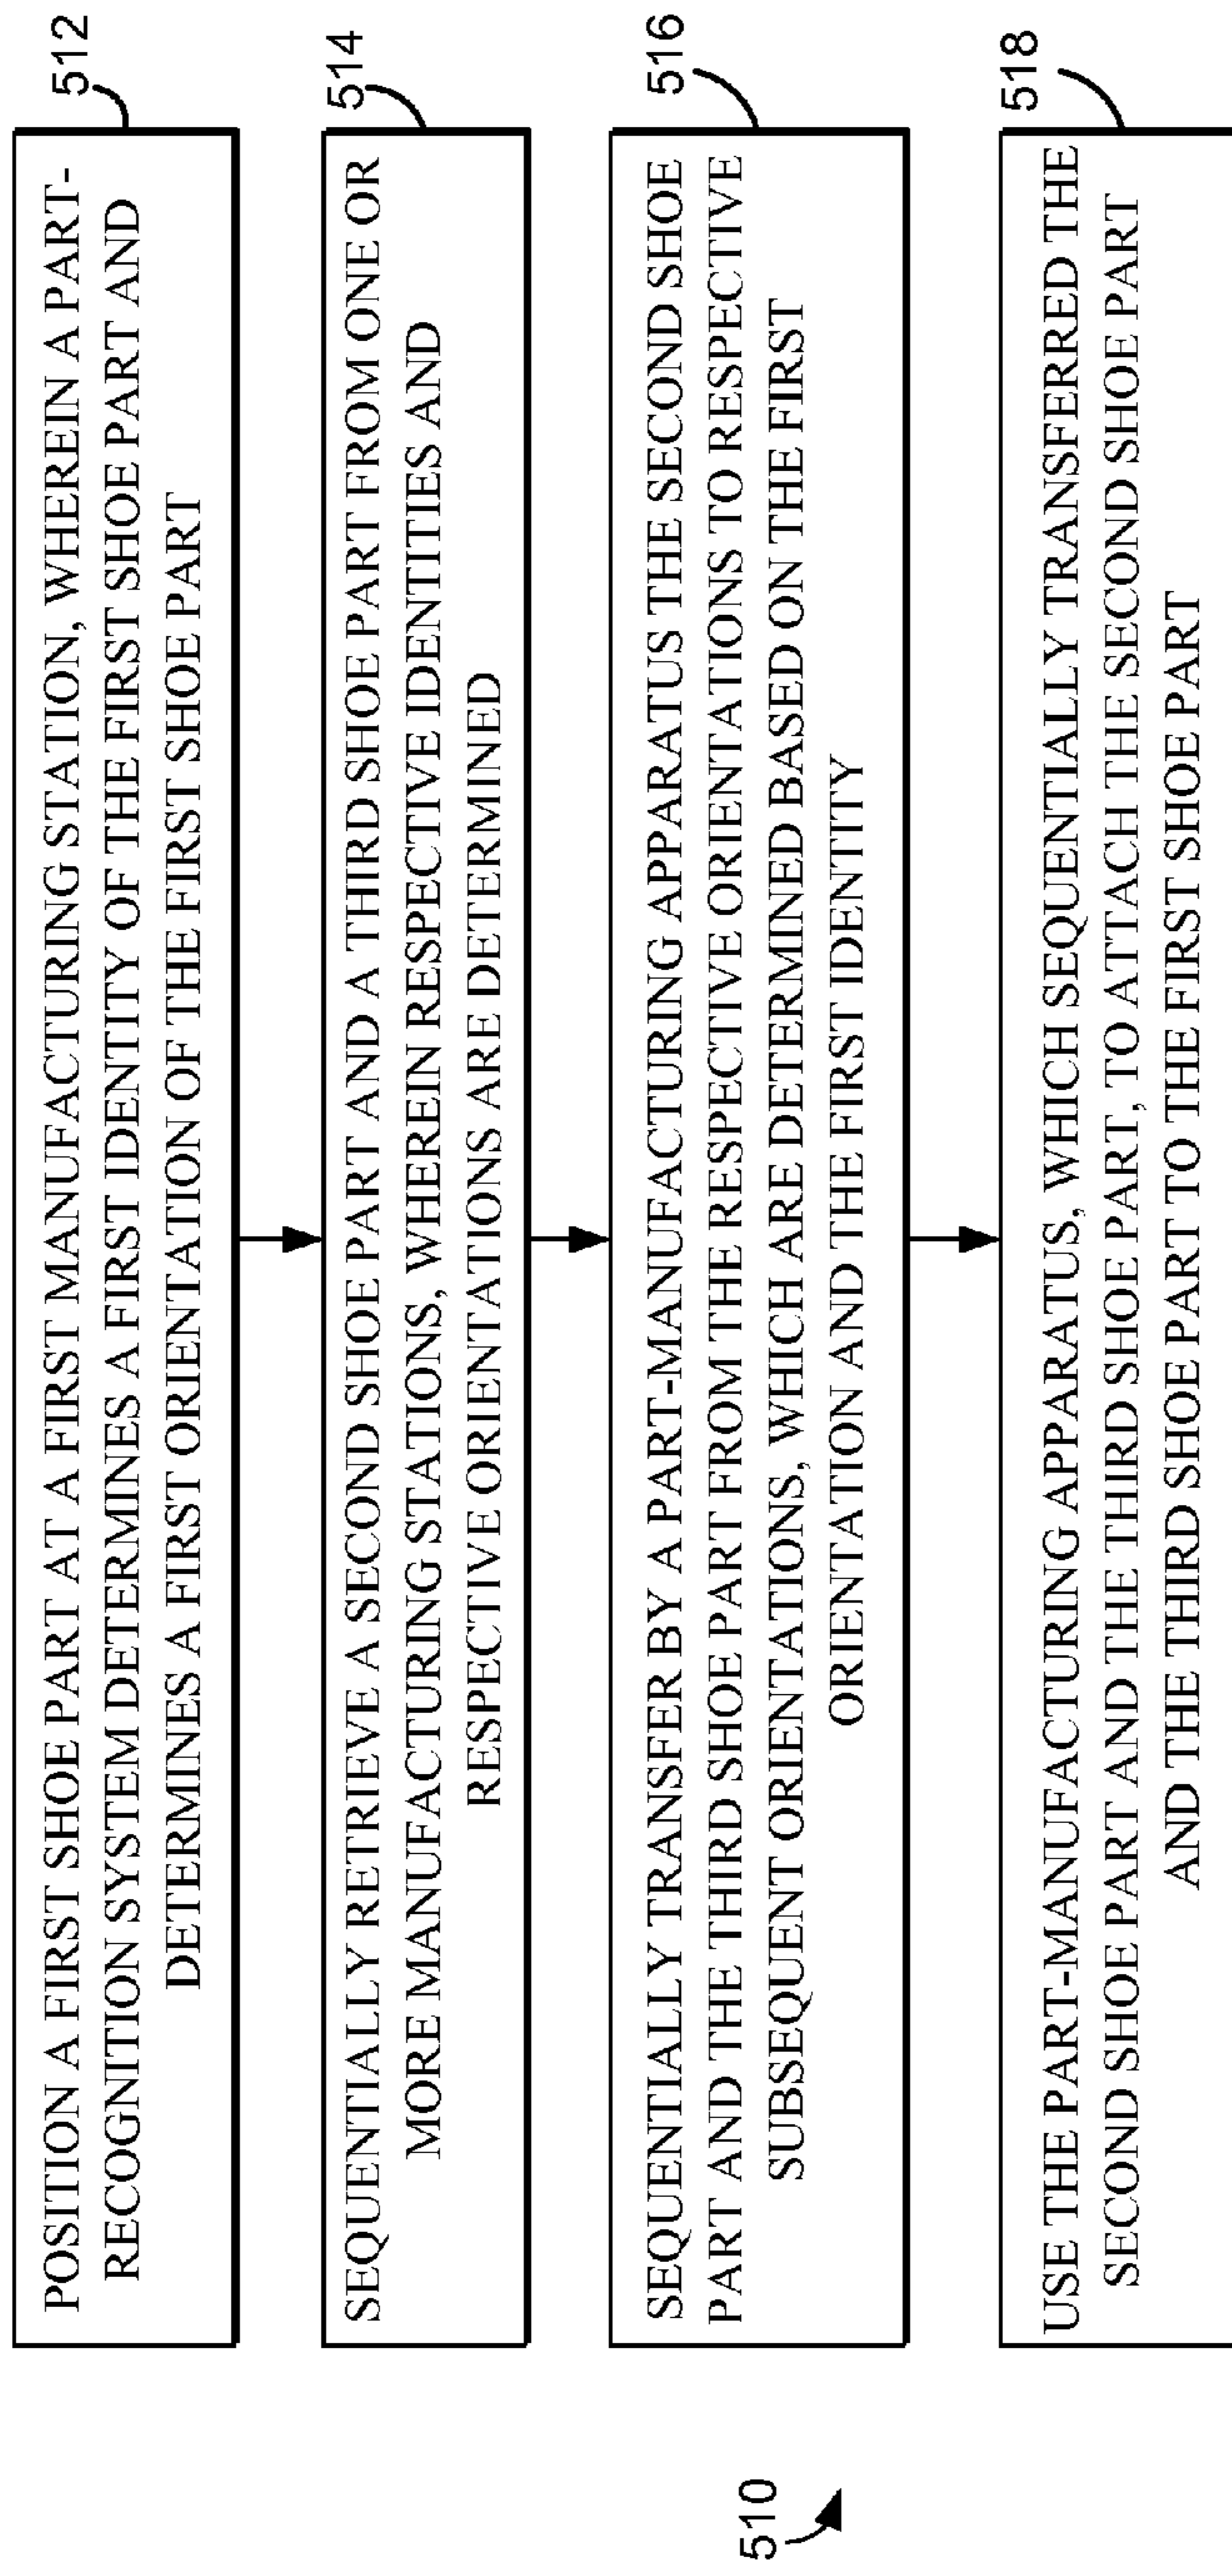 510
512
POSITION A FIRST SHOE PART AT A FIRST MANUFACTURING STATION, WHEREIN A PART-
RECOGNITION SYSTEM DETERMINES A FIRST IDENTITY OF THE FIRST SHOE PART AND
DETERMINES A FIRST ORIENTATION OF THE FIRST SHOE PART
514
SEQUENTIALLY RETRIEVE A SECOND SHOE PART AND A THIRD SHOE PART FROM ONE OR
MORE MANUFACTURING STATIONS, WHEREIN RESPECTIVE IDENTITIES AND
RESPECTIVE ORIENTATIONS ARE DETERMINED
516
SEQUENTIALLY TRANSFER BY A PART-MANUFACTURING APPARATUS THE SECOND SHOE
PART AND THE THIRD SHOE PART FROM THE RESPECTIVE ORIENTATIONS TO RESPECTIVE
SUBSEQUENT ORIENTATIONS, WHICH ARE DETERMINED BASED ON THE FIRST
ORIENTATION AND THE FIRST IDENTITY
518
USE THE PART-MANUFACTURING APPARATUS, WHICH SEQUENTIALLY TRANSFERRED THE
SECOND SHOE PART AND THE THIRD SHOE PART, TO ATTACH THE SECOND SHOE PART
AND THE THIRD SHOE PART TO THE FIRST SHOE PART